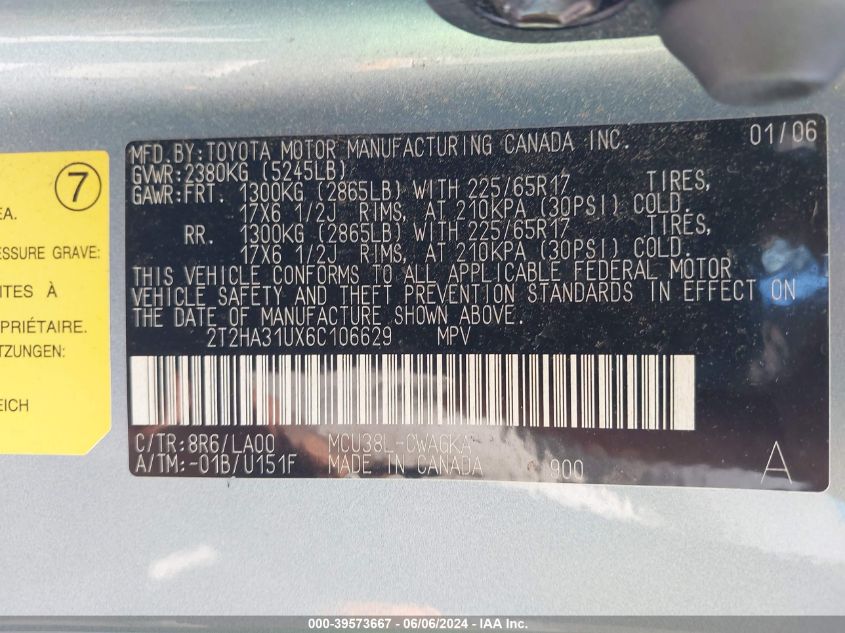 7
EA.
ESSURE GRAVE:
ITES À
OPRIÉTAIRE.
TZUNGEN:
EICH
MFD.BY:TOYOTA MOTOR MANUFACTURING CANADA INC. 01/06
GVWR:2380KG (5245LB)
GAWR:FRT. 1300KG (2865LB) WITH 225/65R17 TIRES,
17X6 1/2J RIMS, AT 210KPA (30PSI) COLD.
RR. 1300KG (2865LB) WITH 225/65R17 TIRES,
17X6 1/2J RIMS, AT 210KPA (30PSI) COLD.
THIS VEHICLE CONFORMS TO ALL APPLICABLE FEDERAL MOTOR
VEHICLE SAFETY AND THEFT PREVENTION STANDARDS IN EFFECT ON
THE DATE OF MANUFACTURE SHOWN ABOVE.
2T2HA31UX6C106629 MPV
C/TR:8R6/LA00 MCU38L-CWAGKA
A/TM:-01B/U151F MADE IN CANADA 900 A
000-39573667 - 06/06/2024 - IAA Inc.